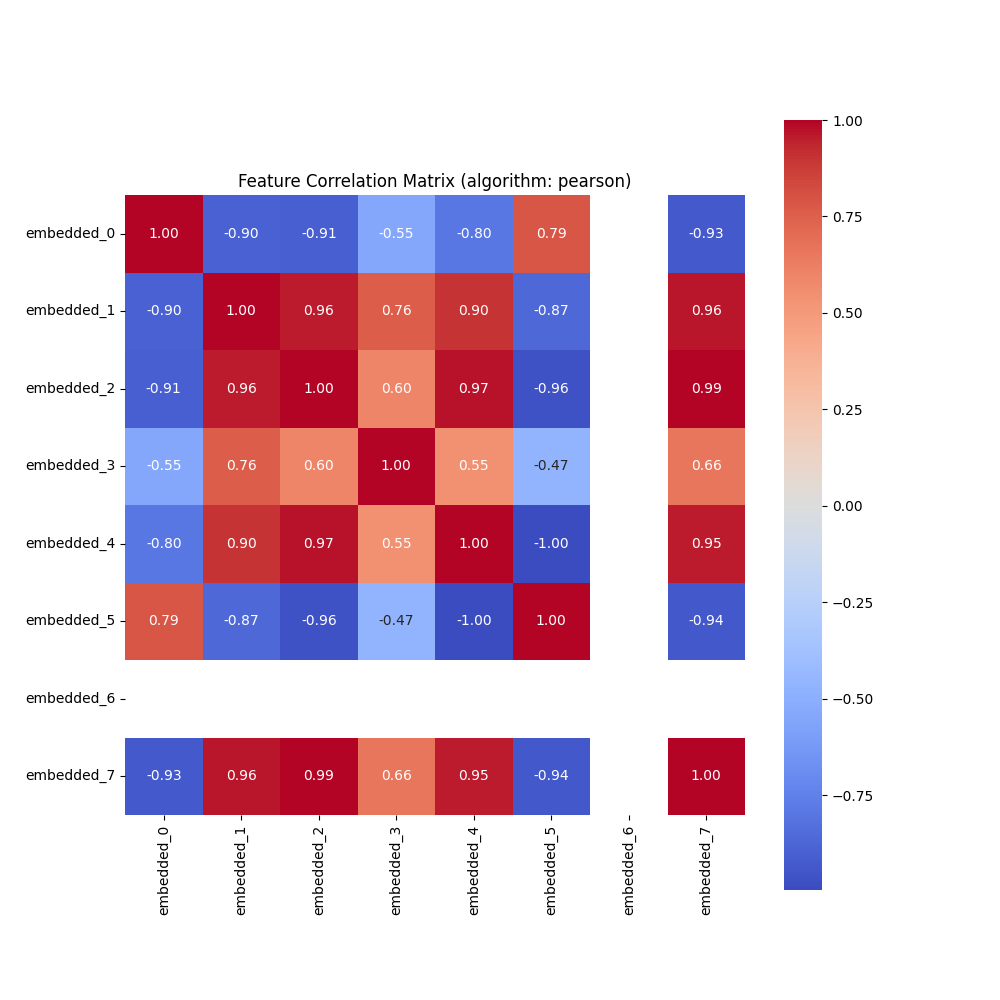 Feature Correlation Matrix (algorithm: pearson)
embedded_0 1.00 -0.90 -0.91 -0.55 -0.80 0.79 -0.93
embedded_1 -0.90 1.00 0.96 0.76 0.90 -0.87 0.96
embedded_2 -0.91 0.96 1.00 0.60 0.97 -0.96 0.99
embedded_3 -0.55 0.76 0.60 1.00 0.55 -0.47 0.66
embedded_4 -0.80 0.90 0.97 0.55 1.00 -1.00 0.95
embedded_5 0.79 -0.87 -0.96 -0.47 -1.00 1.00 -0.94
embedded_6
embedded_7 -0.93 0.96 0.99 0.66 0.95 -0.94 1.00
embedded_0
embedded_1
embedded_2
embedded_3
embedded_4
embedded_5
embedded_6
embedded_7
1.00
0.75
0.50
0.25
0.00
−0.25
−0.50
−0.75